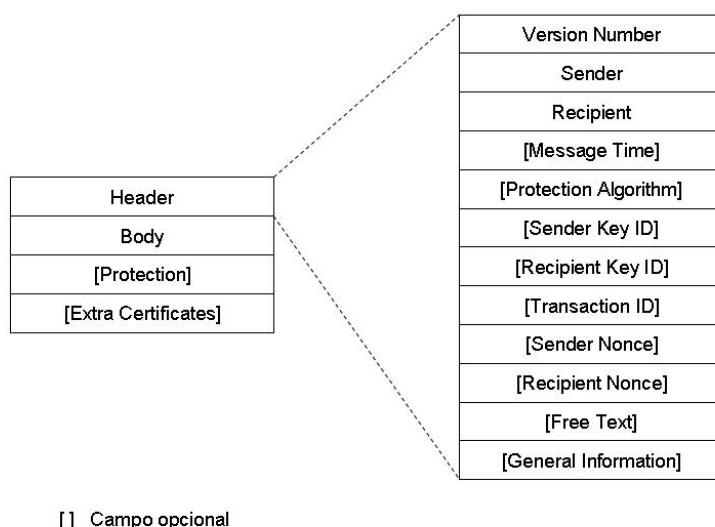 Header
Body
[Protection]
[Extra Certificates]
Version Number
Sender
Recipient
[Message Time]
[Protection Algorithm]
[Sender Key ID]
[Recipient Key ID]
[Transaction ID]
[Sender Nonce]
[Recipient Nonce]
[Free Text]
[General Information]
[ ] Campo opcional